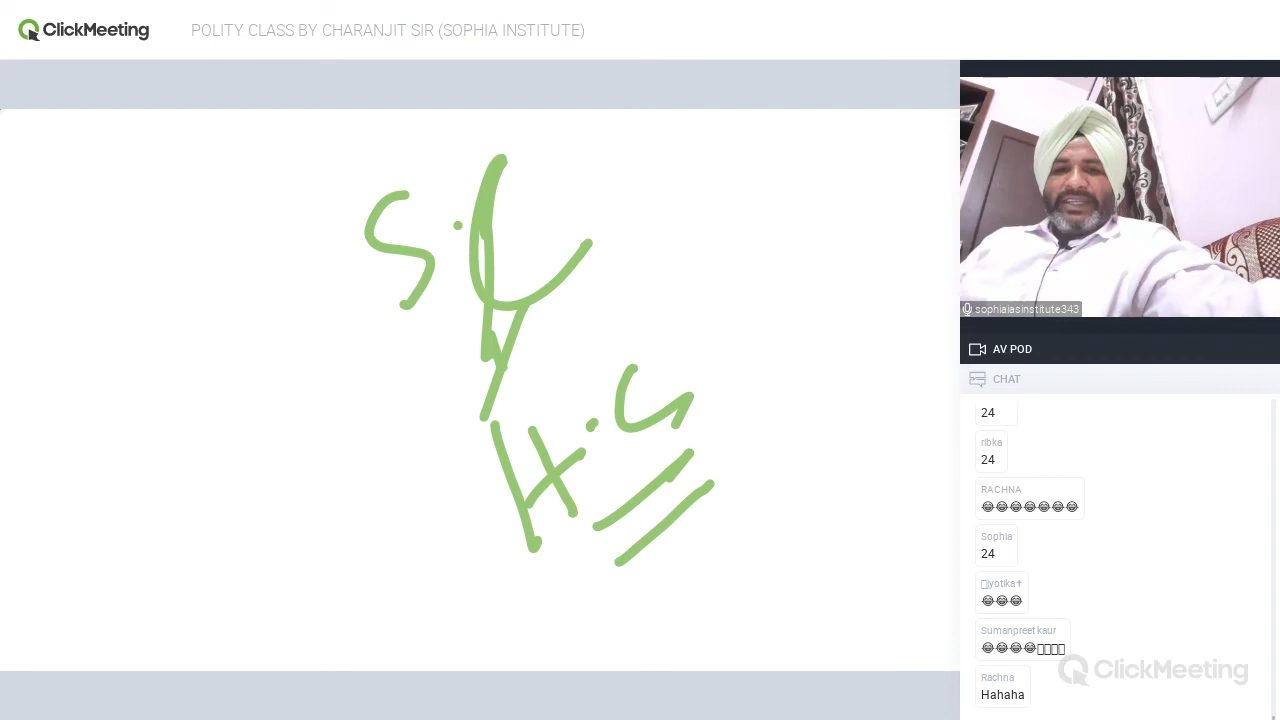 ClickMeeting
POLITY CLASS BY CHARANJIT SIR (SOPHIA INSTITUTE)
S.C
H.C
sophiaiasinstitute343
AV POD
CHAT
24
ribka
24
RACHNA
😂😂😂😂😂😂😂
Sophia
24
Jyotika✝
😂😂😂
Sumanpreet kaur
😂😂😂😂
Rachna
Hahaha
ClickMeeting